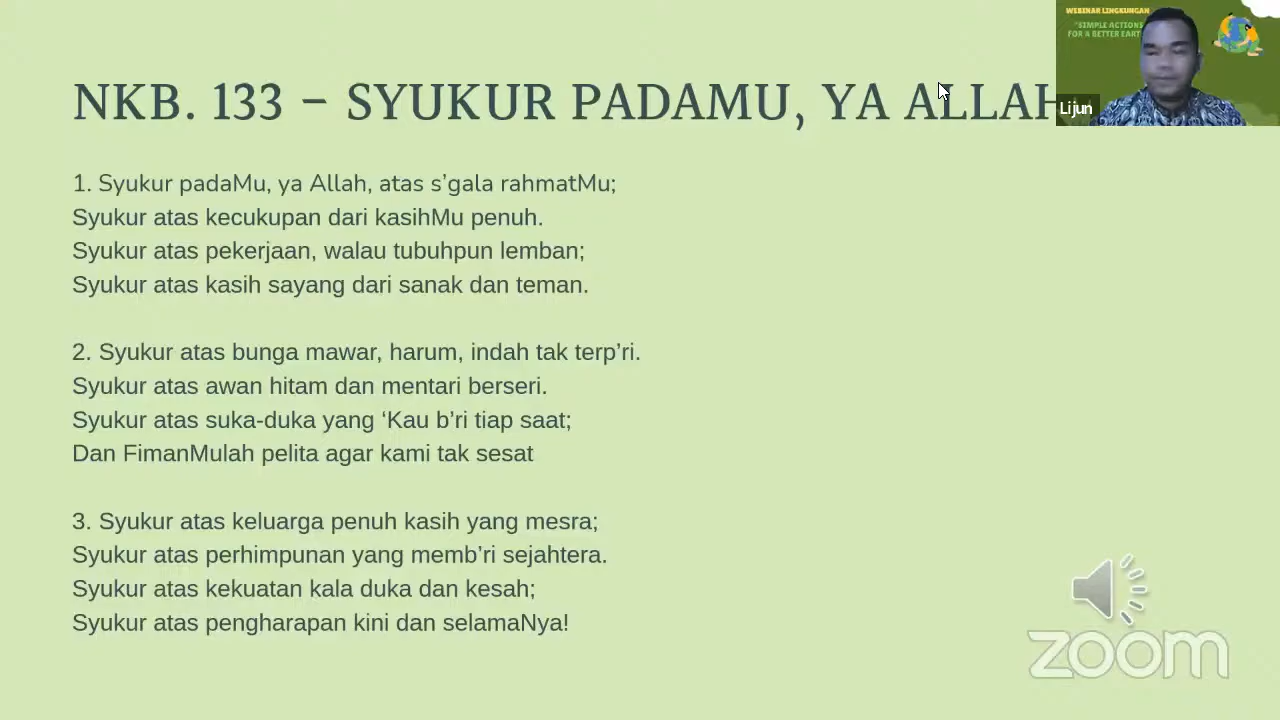 NKB. 133 – SYUKUR PADAMU, YA ALLAH
1. Syukur padaMu, ya Allah, atas s’gala rahmatMu;
Syukur atas kecukupan dari kasihMu penuh.
Syukur atas pekerjaan, walau tubuhpun lemban;
Syukur atas kasih sayang dari sanak dan teman.
2. Syukur atas bunga mawar, harum, indah tak terp’ri.
Syukur atas awan hitam dan mentari berseri.
Syukur atas suka-duka yang ‘Kau b’ri tiap saat;
Dan FimanMulah pelita agar kami tak sesat
3. Syukur atas keluarga penuh kasih yang mesra;
Syukur atas perhimpunan yang memb’ri sejahtera.
Syukur atas kekuatan kala duka dan kesah;
Syukur atas pengharapan kini dan selamaNya!
WEBINAR LINGKUNGAN
"SIMPLE ACTIONS
FOR A BETTER EART
Lijun
zoom